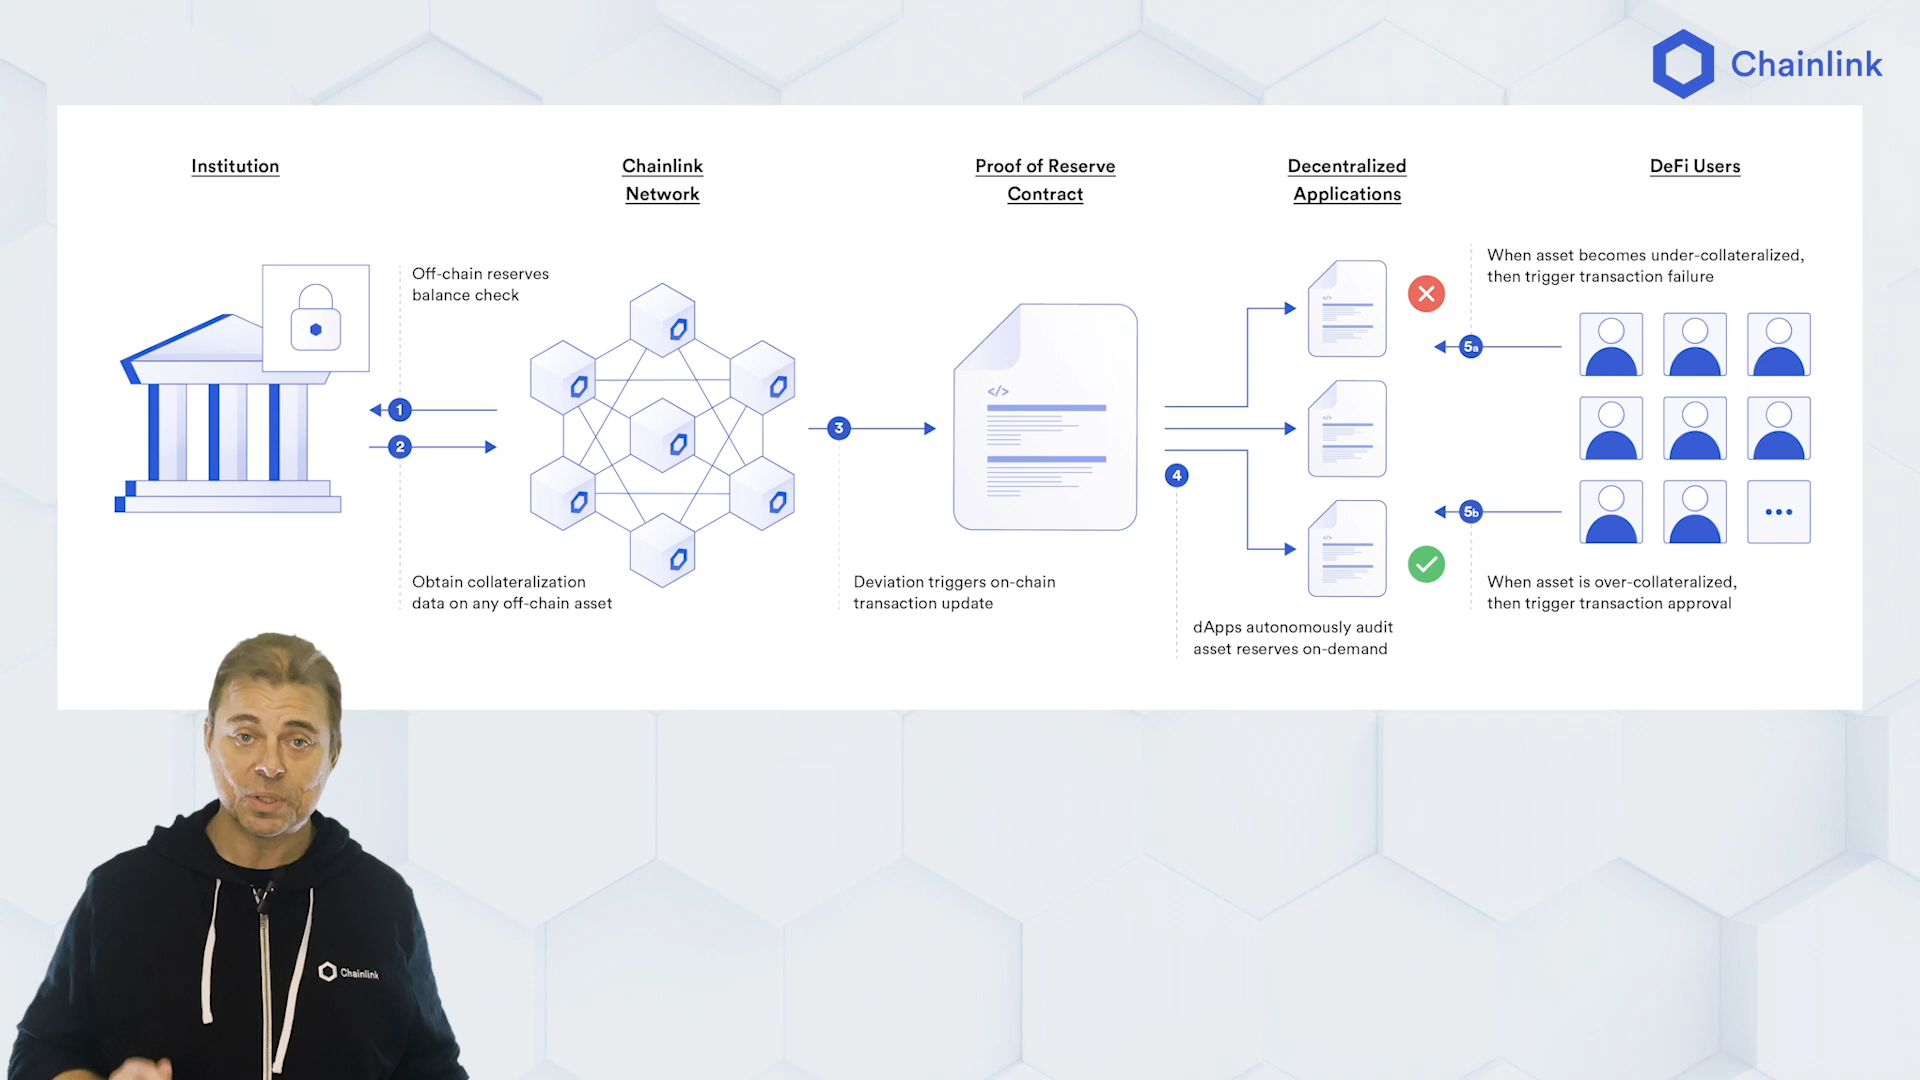 Chainlink
Institution
Chainlink
Network
Proof of Reserve
Contract
Decentralized
Applications
DeFi Users
Off-chain reserves
balance check
1
2
Obtain collateralization
data on any off-chain asset
3
Deviation triggers on-chain
transaction update
</>
4
dApps autonomously audit
asset reserves on-demand
</>
</>
</>
When asset becomes under-collateralized,
then trigger transaction failure
5a
5b
When asset is over-collateralized,
then trigger transaction approval
Chainlink